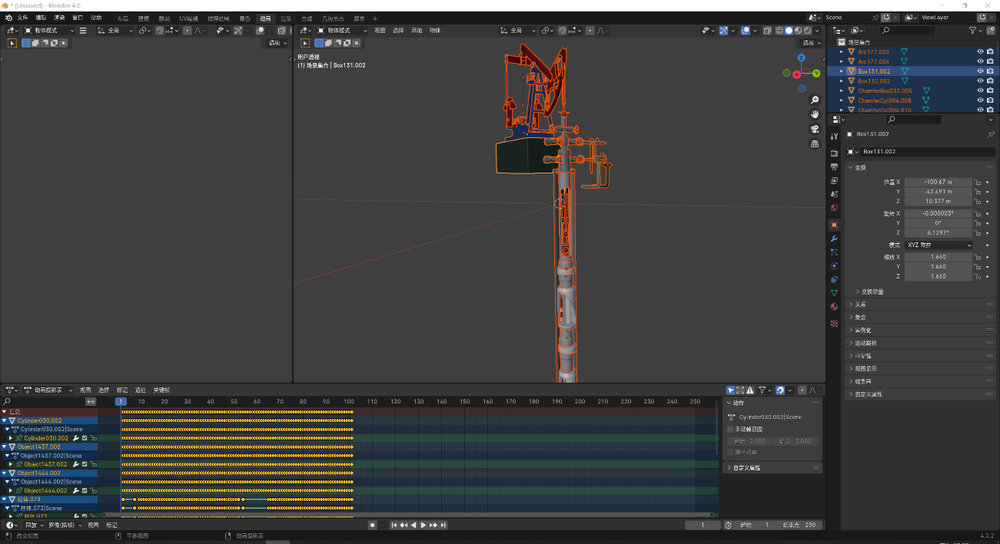 * (Unsaved) - Blender 4.0
文件 编辑 渲染 窗口 帮助 布局 建模 雕刻 UV编辑 纹理绘制 着色 动画 渲染 合成 几何节点 脚本 + Scene ViewLayer
物体模式 全局
选项
物体模式 视图 选择 添加 物体 全局
选项
用户透视
(1) 场景集合 | Box131.002
Z
X
Y
场景集合
Arc177.003
Arc177.004
Box131.002
Box132.002
ChamferBox033.005
ChamferCyl004.008
ChamferCyl004.010
Box131.002
Box131.002
变换
位置 X -100.67 m
Y -42.491 m
Z 10.377 m
旋转 X -0.000003°
Y 0°
Z 6.1297°
模式 XYZ 欧拉
缩放 X 1.660
Y 1.660
Z 1.660
变换增量
关系
集合
实例化
运动路径
可见性
视图显示
线条画
自定义属性
动画摄影表 视图 选择 标记 通道 关键帧
1 10 20 30 40 50 60 70 80 90 100 110 120 130 140 150 160 170 180 190 200 210 220 230 240 250
汇总
Cylinder030.002
Cylinder030.002|Scene
Cylinder030.002
Object1437.002
Object1437.002|Scene
Object1437.002
Object1444.002
Object1444.002|Scene
Object1444.002
柱体.073
柱体.073|Scene
柱体.073
动作
Cylinder030.002|Scene
手动帧范围
起始 0.000 结束 0.000
循环动画
自定义属性
回放 抠像(插帧) 视图 标记 1 起始 1 结束点 250
改变帧数 平移视图 动画摄影表 4.0.2